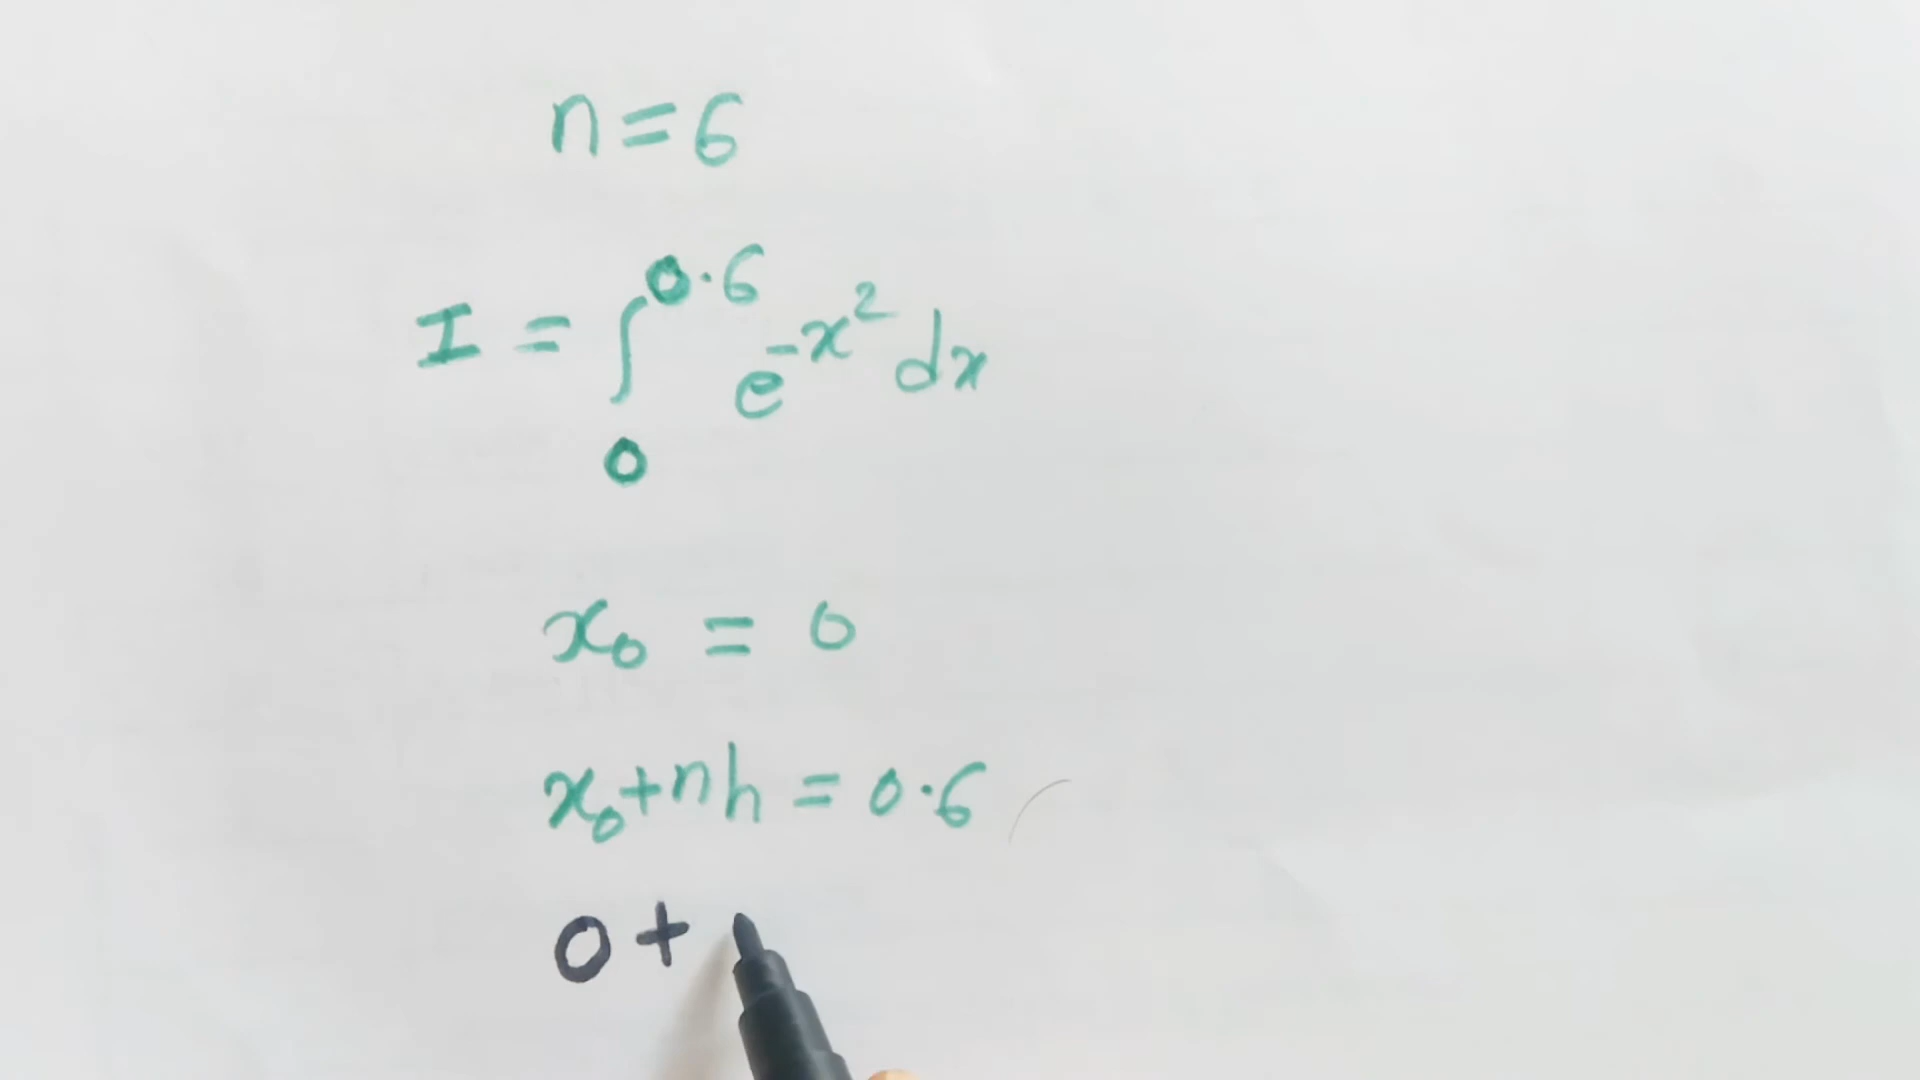 n=6
I = ∫₀^0.6 e^-x² dx
x₀ = 0
x₀+nh = 0.6
0+